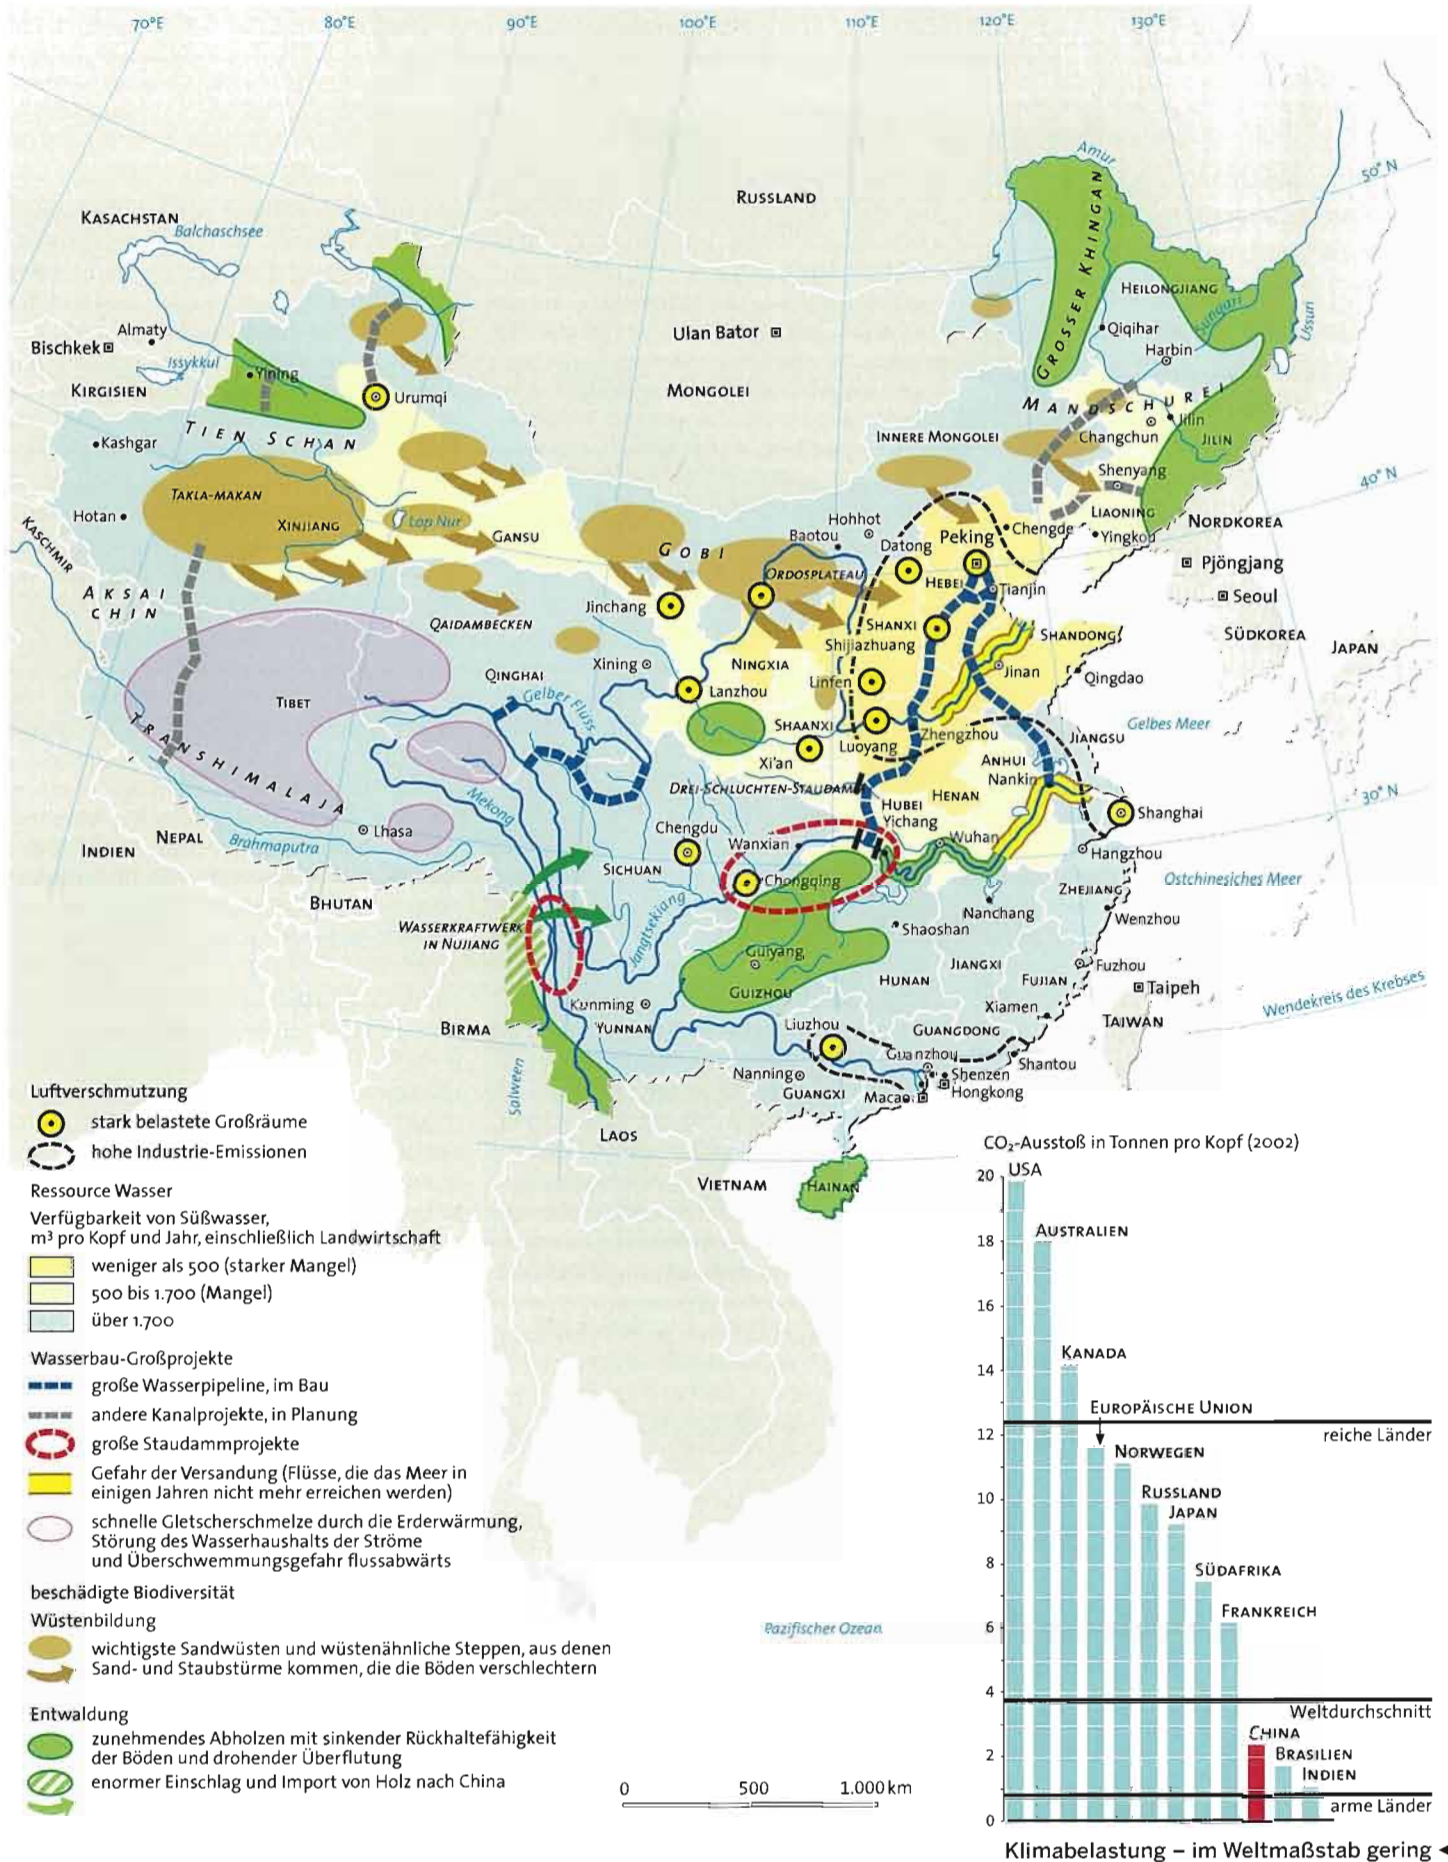 70°E
80°E
90°E
100°E
110°E
120°E
130°E
Amur
50° N
RUSSLAND
KASACHSTAN
Balchaschsee
GROSSER KHINGAN
HEILONGJIANG
Sungari
Ussuri
Almaty
Bischkek
Issykkul
Yining
KIRGISIEN
Urumqi
Ulan Bator
MONGOLEI
Qiqihar
Harbin
MANDSCHUREI
Jilin
Changchun
JILIN
Kashgar
TIEN SCHAN
INNERE MONGOLEI
Shenyang
40° N
TAKLA-MAKAN
Hotan
XINJIANG
Lop Nur
GANSU
GOBI
Hohhot
Baotou
Datong
Peking
Chengde
LIAONING
Yingkou
NORDKOREA
Pjöngjang
KASCHMIR
AKSAI
CHIN
ORDOSPLATEAU
HEBEI
Tianjin
Seoul
Jinchang
QAIDAMBECKEN
SHANXI
Shijiazhuang
SHANDONG
SÜDKOREA
JAPAN
Xining
NINGXIA
Linfen
Jinan
Qingdao
QINGHAI
Gelber Fluss
Lanzhou
TIBET
SHAANXI
Luoyang
Zhengzhou
JIANGSU
Gelbes Meer
TRANSHIMALAJA
Xi'an
ANHUI
Nanking
DREI-SCHLUCHTEN-STAUDAMM
HENAN
30° N
Mekong
HUBEI
Yichang
Shanghai
Lhasa
Chengdu
Wanxian
Wuhan
Hangzhou
NEPAL
INDIEN
Brahmaputra
SICHUAN
Chongqing
ZHEJIANG
Ostchinesiches Meer
BHUTAN
Nanchang
Wenzhou
WASSERKRAFTWERK
IN NUJIANG
Jangtsekiang
Shaoshan
Guiyang
JIANGXI
HUNAN
FUJIAN
Fuzhou
Taipeh
Wendekreis des Krebses
GUIZHOU
Kunming
YUNNAN
Xiamen
TAIWAN
BIRMA
Liuzhou
GUANGDONG
Guanzhou
Shantou
Nanning
Shenzen
Hongkong
GUANGXI
Macao
Salween
LAOS
VIETNAM
HAINAN
Pazifischer Ozean
Luftverschmutzung
stark belastete Großräume
hohe Industrie-Emissionen
Ressource Wasser
Verfügbarkeit von Süßwasser,
m³ pro Kopf und Jahr, einschließlich Landwirtschaft
weniger als 500 (starker Mangel)
500 bis 1.700 (Mangel)
über 1.700
Wasserbau-Großprojekte
große Wasserpipeline, im Bau
andere Kanalprojekte, in Planung
große Staudammprojekte
Gefahr der Versandung (Flüsse, die das Meer in
einigen Jahren nicht mehr erreichen werden)
schnelle Gletscherschmelze durch die Erderwärmung,
Störung des Wasserhaushalts der Ströme
und Überschwemmungsgefahr flussabwärts
beschädigte Biodiversität
Wüstenbildung
wichtigste Sandwüsten und wüstenähnliche Steppen, aus denen
Sand- und Staubstürme kommen, die die Böden verschlechtern
Entwaldung
zunehmendes Abholzen mit sinkender Rückhaltefähigkeit
der Böden und drohender Überflutung
enormer Einschlag und Import von Holz nach China
0 500 1.000 km
CO₂-Ausstoß in Tonnen pro Kopf (2002)
20
USA
AUSTRALIEN
18
16
KANADA
14
EUROPÄISCHE UNION
12
reiche Länder
NORWEGEN
RUSSLAND
10
JAPAN
8
SÜDAFRIKA
FRANKREICH
6
4
Weltdurchschnitt
CHINA
2
BRASILIEN
INDIEN
arme Länder
0
Klimabelastung – im Weltmaßstab gering